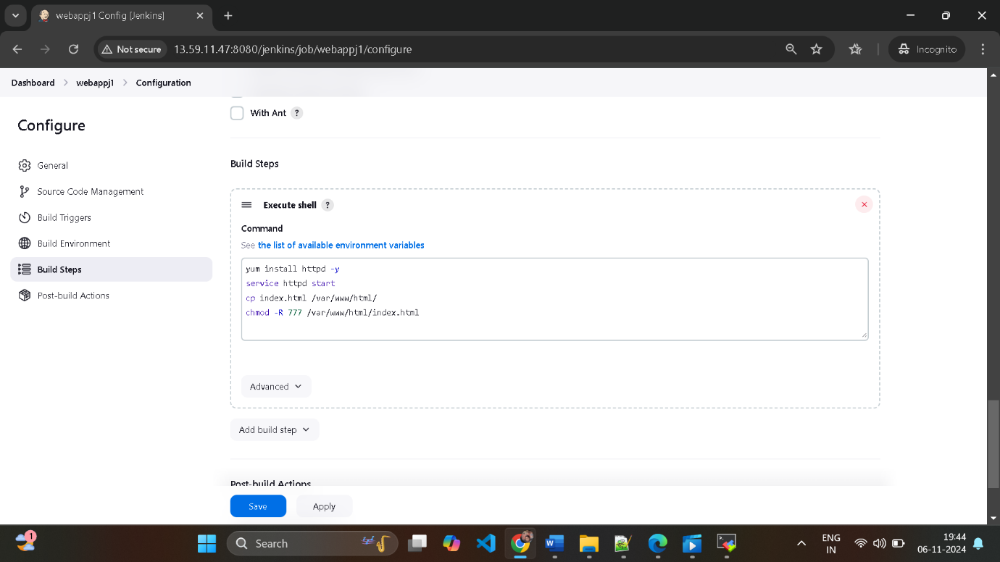 webappj1 Config [Jenkins]
Not secure
13.59.11.47:8080/jenkins/job/webappj1/configure
Incognito
Dashboard > webappj1 > Configuration
Configure
General
Source Code Management
Build Triggers
Build Environment
Build Steps
Post-build Actions
With Ant ?
Build Steps
Execute shell ?
Command
See the list of available environment variables
yum install httpd -y
service httpd start
cp index.html /var/www/html/
chmod -R 777 /var/www/html/index.html
Advanced
Add build step
Post-build Actions
Save
Apply
1
Search
ENG
IN
19:44
06-11-2024